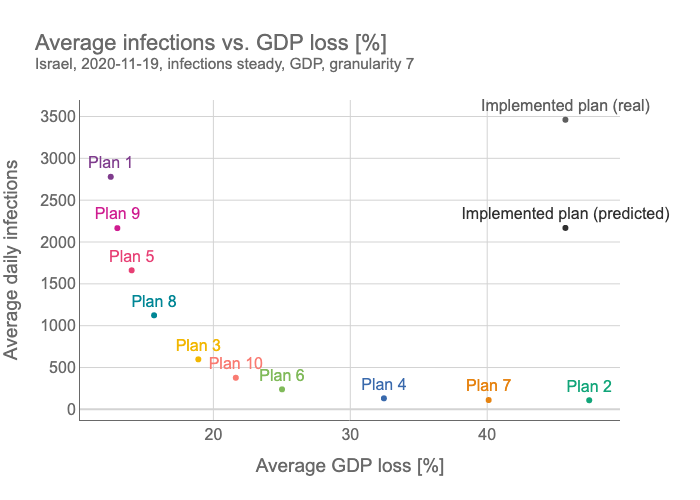 Average infections vs. GDP loss [%]
Israel, 2020-11-19, infections steady, GDP, granularity 7
Implemented plan (real)
3500
3000
Plan 1
2500
Plan 9
Implemented plan (predicted)
2000
Plan 5
1500
Plan 8
1000
Plan 3
500
Plan 10
Plan 6
Plan 4
Plan 7
Plan 2
0
20
30
40
Average GDP loss [%]
Average daily infections